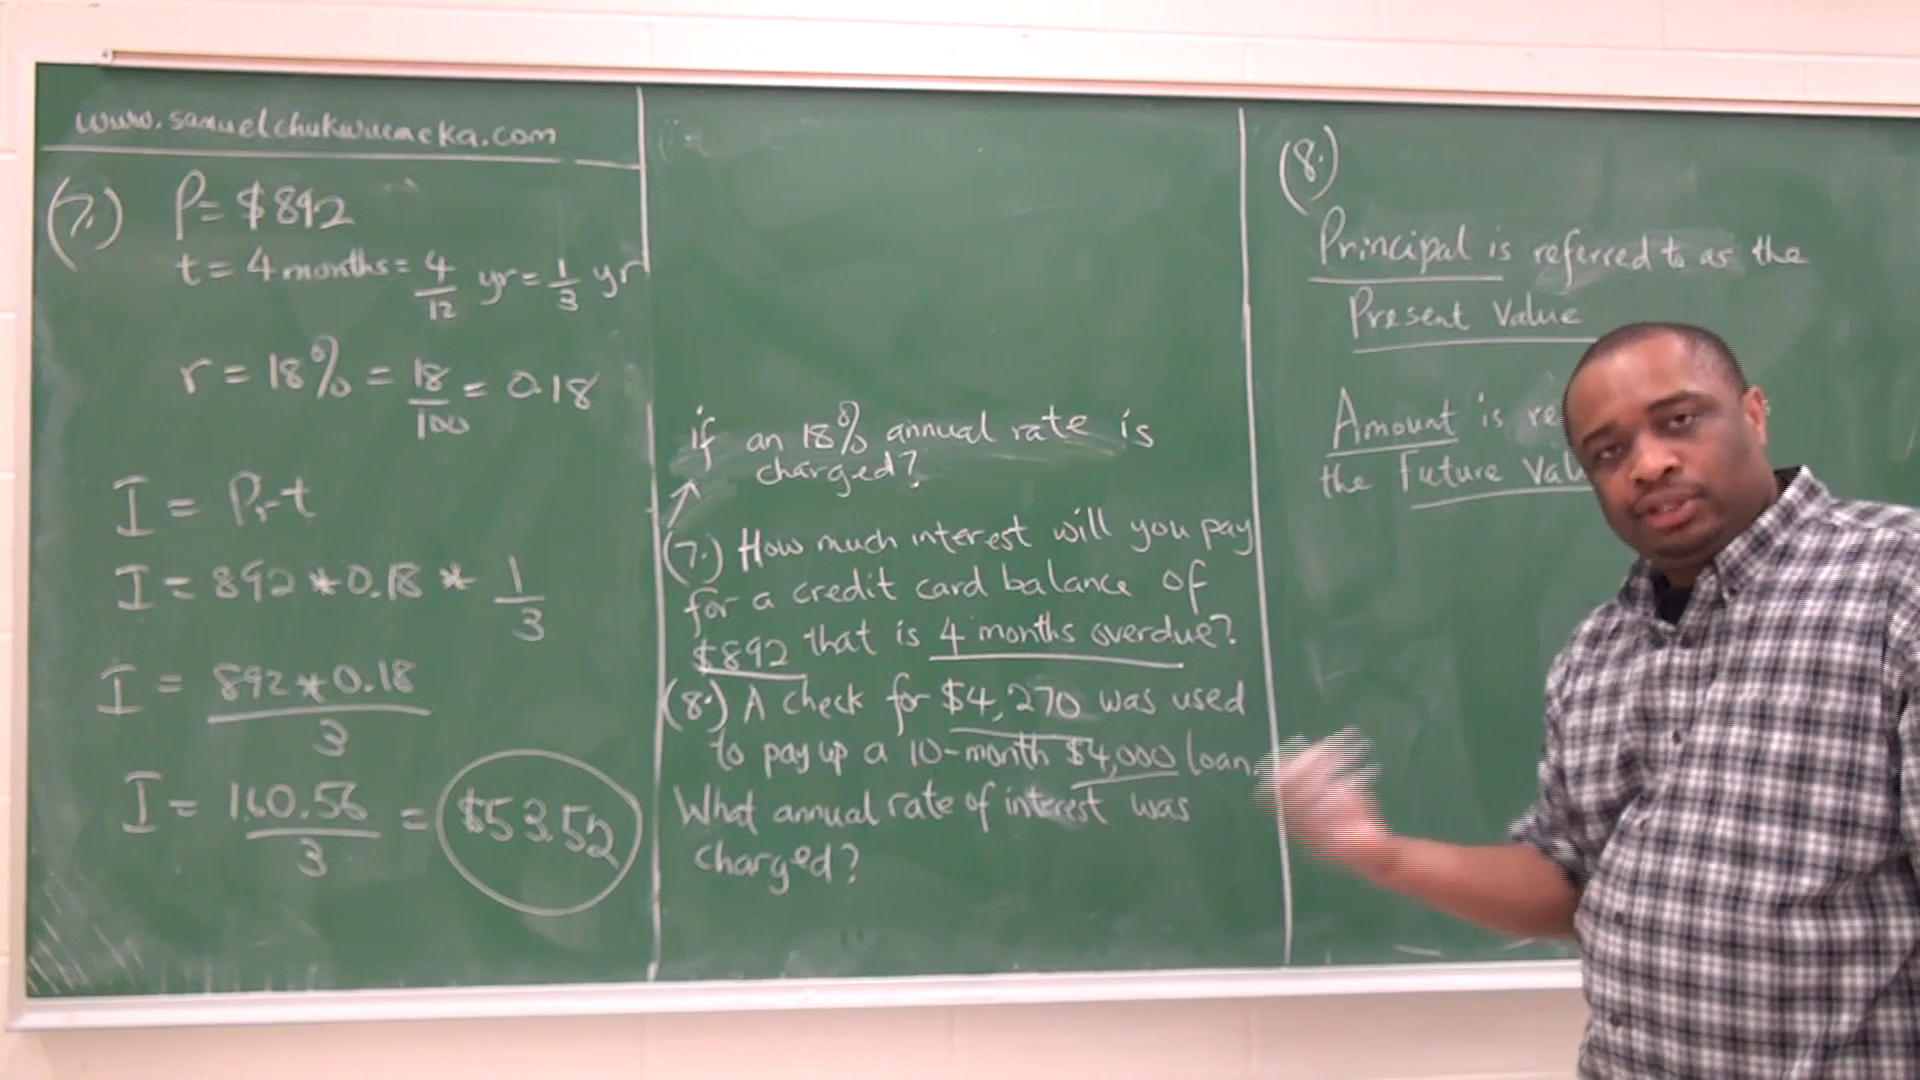 www.samuelchukwuemeka.com
(7.) P = $892
t = 4 months = 4/12 yr = 1/3 yr
r = 18% = 18/100 = 0.18
I = Prt
I = 892 * 0.18 * 1/3
I = 892 * 0.18 / 3
I = 160.56 / 3 = $53.52
if an 18% annual rate is
charged?
(7.) How much interest will you pay
for a credit card balance of
$892 that is 4 months overdue?
(8.) A check for $4,270 was used
to pay up a 10-month $4,000 loan.
What annual rate of interest was
charged?
(8.)
Principal is referred to as the
Present Value
Amount is re
the Future Val